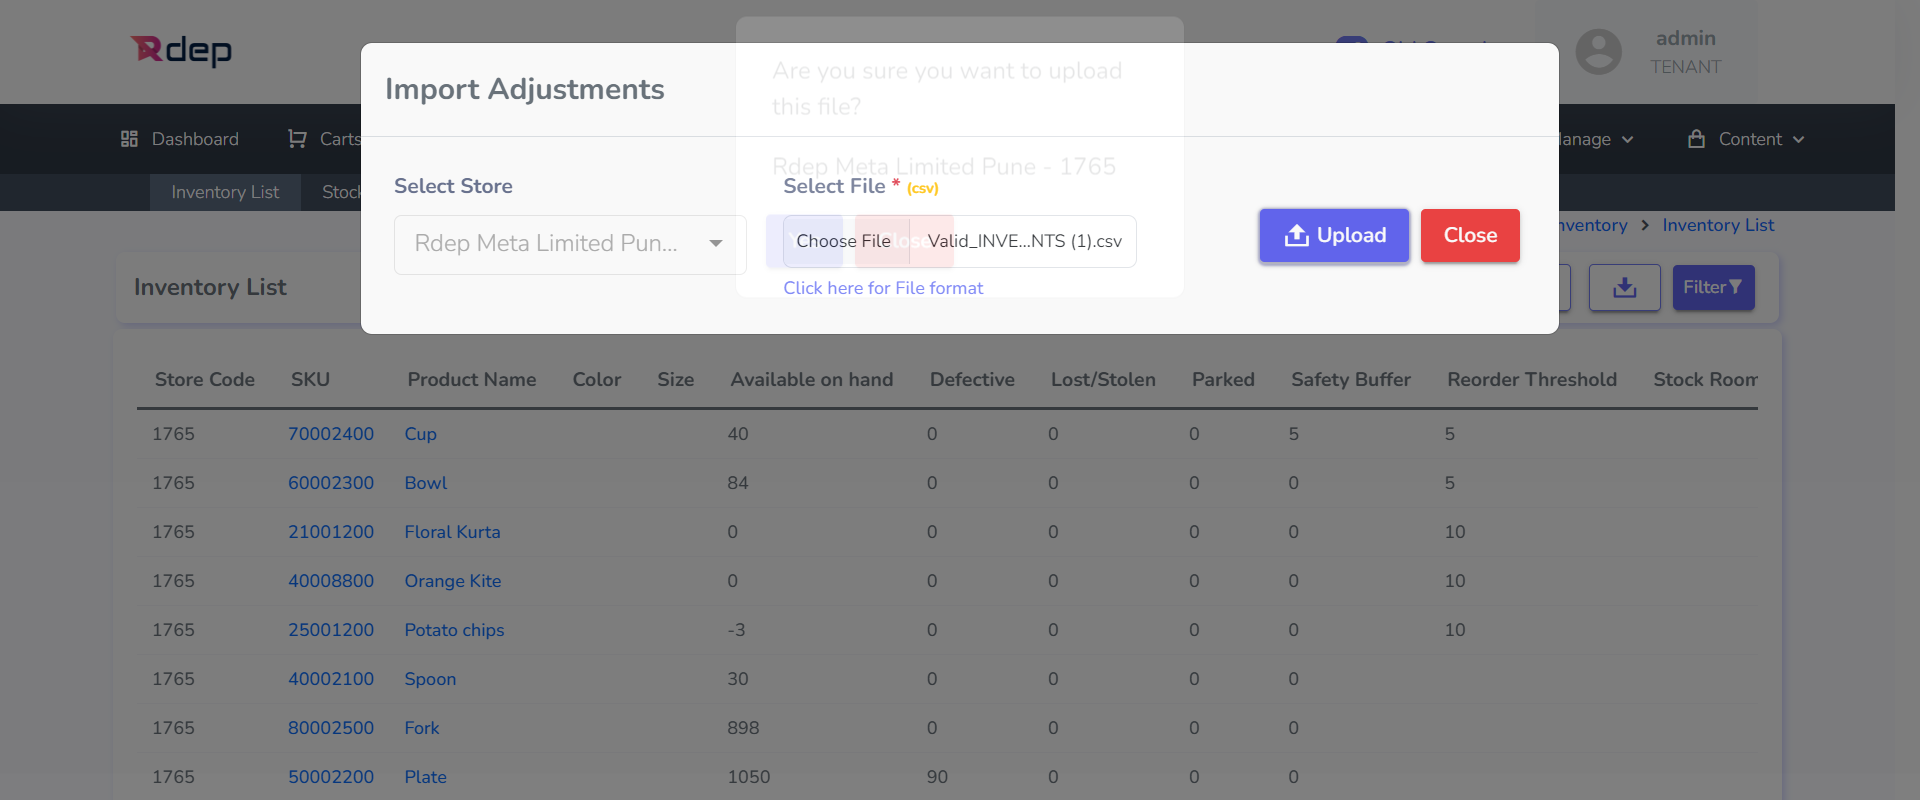 Rdep
admin
TENANT
Import Adjustments
Are you sure you want to upload
this file?
Dashboard
Carts
Manage
Content
Rdep Meta Limited Pune - 1765
Inventory List
Stock
Select Store
Select File * (csv)
Rdep Meta Limited Pun...
Choose File
Valid_INVE...NTS (1).csv
Close
Upload
Close
Inventory > Inventory List
Click here for File format
Inventory List
Filter
Store Code SKU Product Name Color Size Available on hand Defective Lost/Stolen Parked Safety Buffer Reorder Threshold Stock Room
1765 70002400 Cup 40 0 0 0 5 5
1765 60002300 Bowl 84 0 0 0 0 5
1765 21001200 Floral Kurta 0 0 0 0 0 10
1765 40008800 Orange Kite 0 0 0 0 0 10
1765 25001200 Potato chips -3 0 0 0 0 10
1765 40002100 Spoon 30 0 0 0 0
1765 80002500 Fork 898 0 0 0 0
1765 50002200 Plate 1050 90 0 0 0